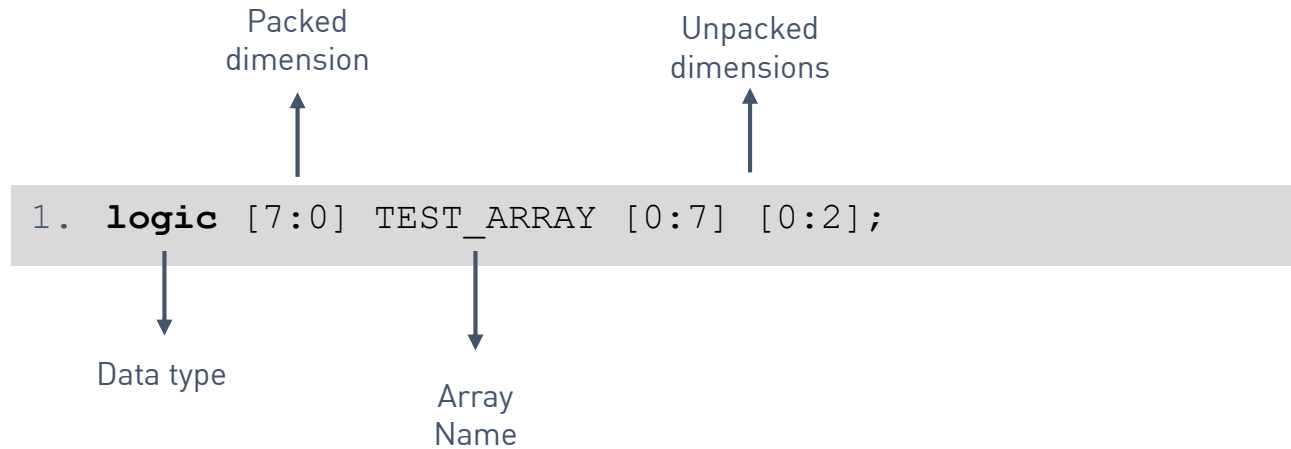 Packed
dimension
Unpacked
dimensions
1. logic [7:0] TEST_ARRAY [0:7] [0:2];
Data type
Array
Name